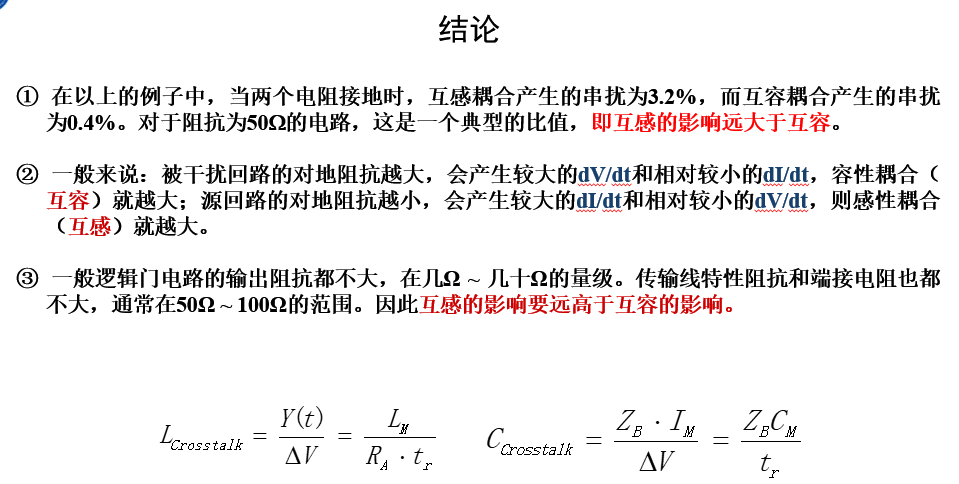 结论
① 在以上的例子中，当两个电阻接地时，互感耦合产生的串扰为3.2%，而互容耦合产生的串扰
为0.4%。对于阻抗为50Ω的电路，这是一个典型的比值，即互感的影响远大于互容。
② 一般来说：被干扰回路的对地阻抗越大，会产生较大的dV/dt和相对较小的dI/dt，容性耦合（
互容）就越大；源回路的对地阻抗越小，会产生较大的dI/dt和相对较小的dV/dt，则感性耦合
（互感）就越大。
③ 一般逻辑门电路的输出阻抗都不大，在几Ω ~ 几十Ω的量级。传输线特性阻抗和端接电阻也都
不大，通常在50Ω ~ 100Ω的范围。因此互感的影响要远高于互容的影响。
L_Crosstalk = Y(t)/ΔV = L_M/(R_A · t_r)
C_Crosstalk = Z_B · I_M/ΔV = Z_B C_M/t_r